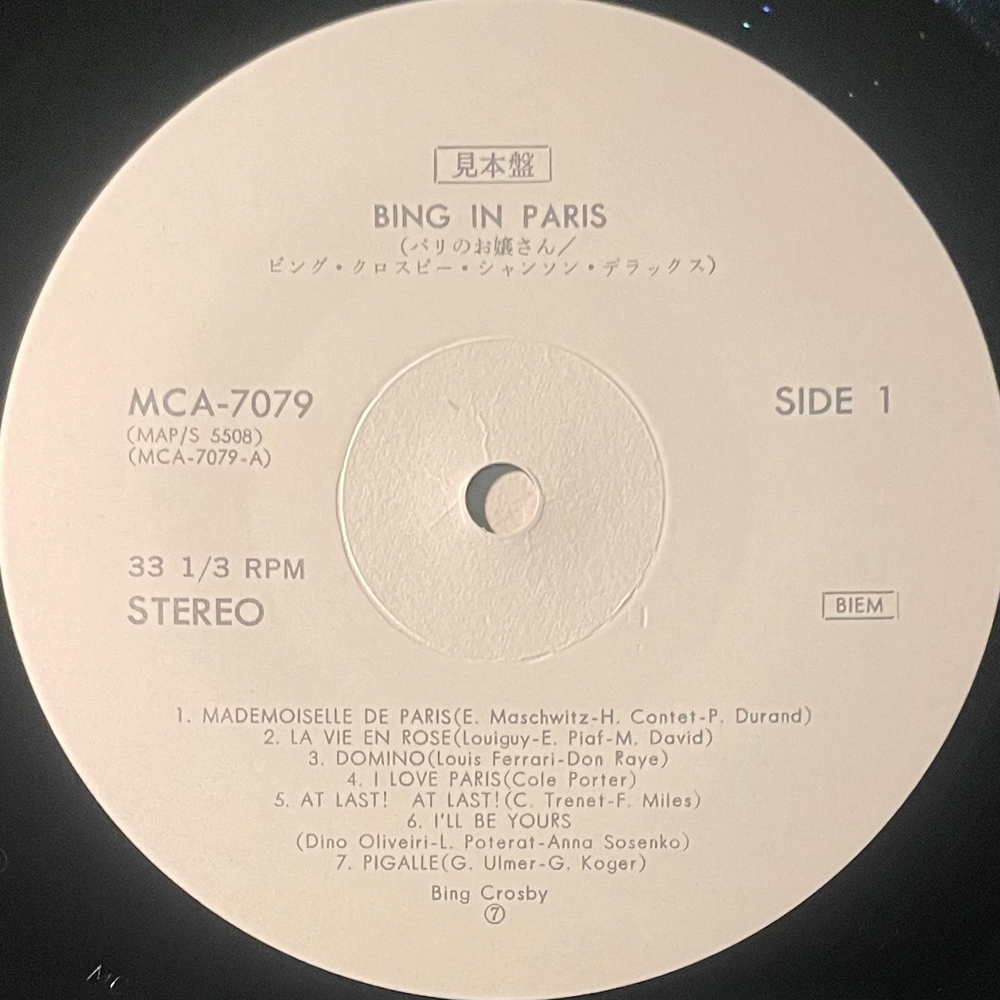 見本盤
BING IN PARIS
(パリのお嬢さん/
ビング・クロスビー・シャンソン・デラックス)
MCA-7079
(MAP/S 5508)
(MCA-7079-A)
SIDE 1
33 1/3 RPM
STEREO
BIEM
1. MADEMOISELLE DE PARIS(E. Maschwitz-H. Contet-P. Durand)
2. LA VIE EN ROSE(Louiguy-E. Piaf-M. David)
3. DOMINO(Louis Ferrari-Don Raye)
4. I LOVE PARIS(Cole Porter)
5. AT LAST! AT LAST!(C. Trenet-F. Miles)
6. I'LL BE YOURS
(Dino Oliveiri-L. Poterat-Anna Sosenko)
7. PIGALLE(G. Ulmer-G. Koger)
Bing Crosby
⑦